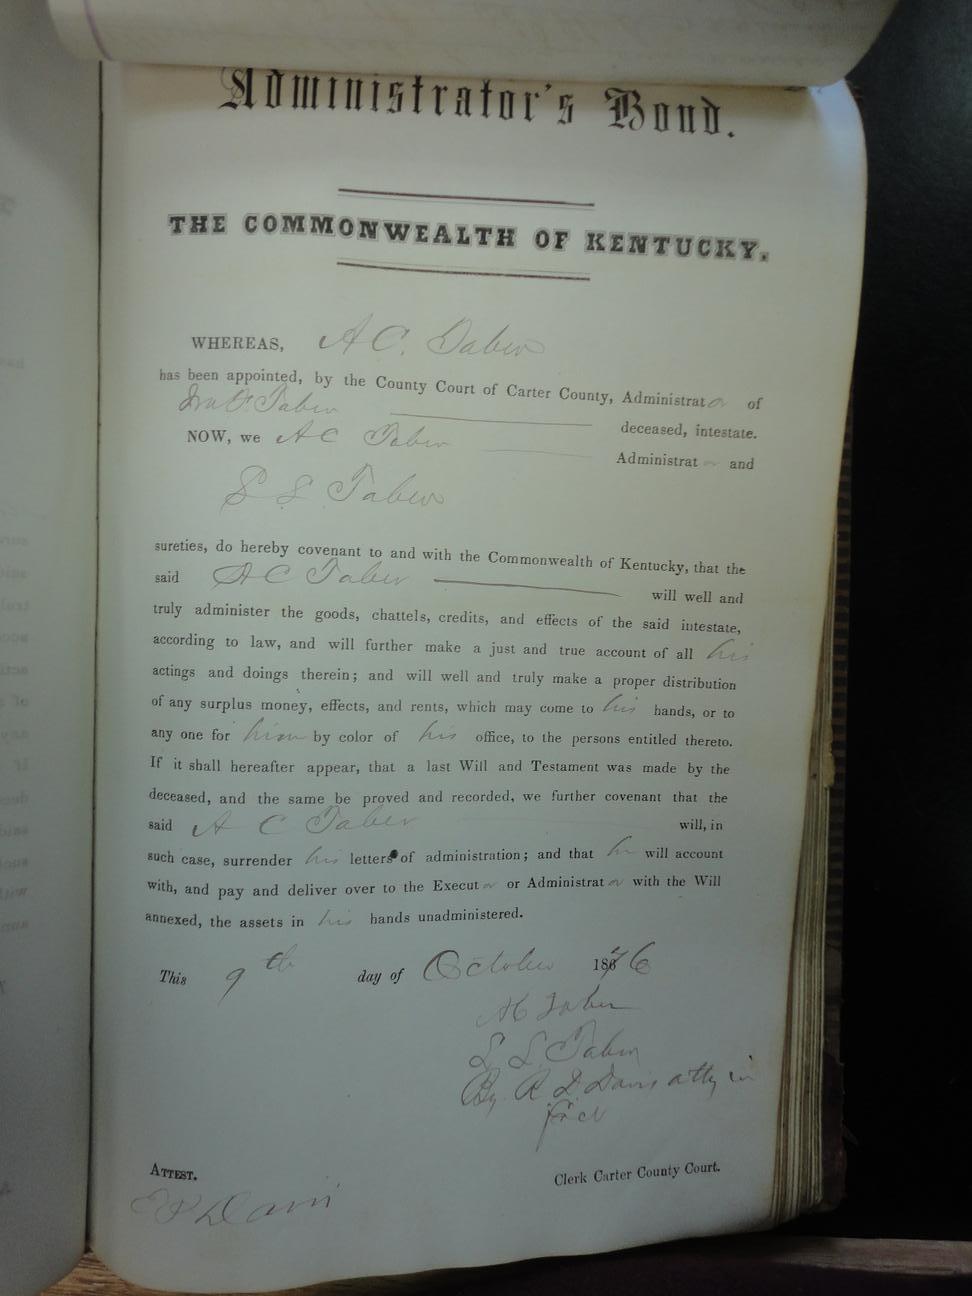 Administrator's Bond.
THE COMMONWEALTH OF KENTUCKY.
WHEREAS, A C. Taber
has been appointed, by the County Court of Carter County, Administrator of
Ira F. Taber deceased, intestate.
NOW, we A C Taber Administrator and
S. S. Taber
sureties, do hereby covenant to and with the Commonwealth of Kentucky, that the
said A C Taber will well and
truly administer the goods, chattels, credits, and effects of the said intestate,
according to law, and will further make a just and true account of all his
actings and doings therein; and will well and truly make a proper distribution
of any surplus money, effects, and rents, which may come to his hands, or to
any one for him by color of his office, to the persons entitled thereto.
If it shall hereafter appear, that a last Will and Testament was made by the
deceased, and the same be proved and recorded, we further covenant that the
said A C Taber will, in
such case, surrender his letters of administration; and that he will account
with, and pay and deliver over to the Executor or Administrator with the Will
annexed, the assets in his hands unadministered.
This 9th day of October 1876
AC Taber
S S Taber
By R. D. Davis atty in
fact
ATTEST.
Clerk Carter County Court.
Davis